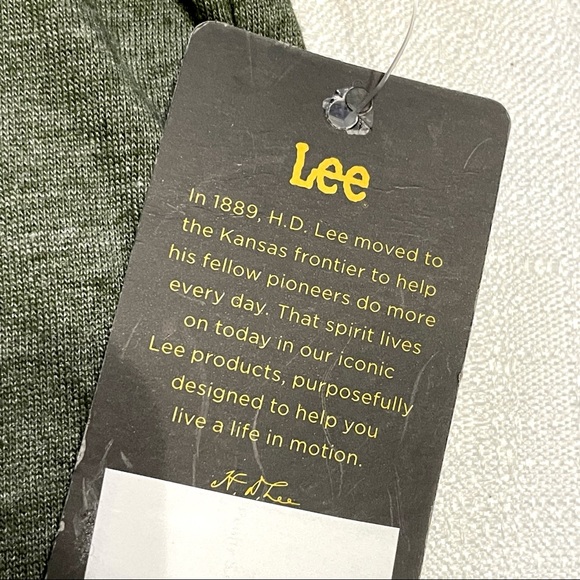 Lee
In 1889, H.D. Lee moved to
the Kansas frontier to help
his fellow pioneers do more
every day. That spirit lives
on today in our iconic
Lee products, purposefully
designed to help you
live a life in motion.
H. D. Lee